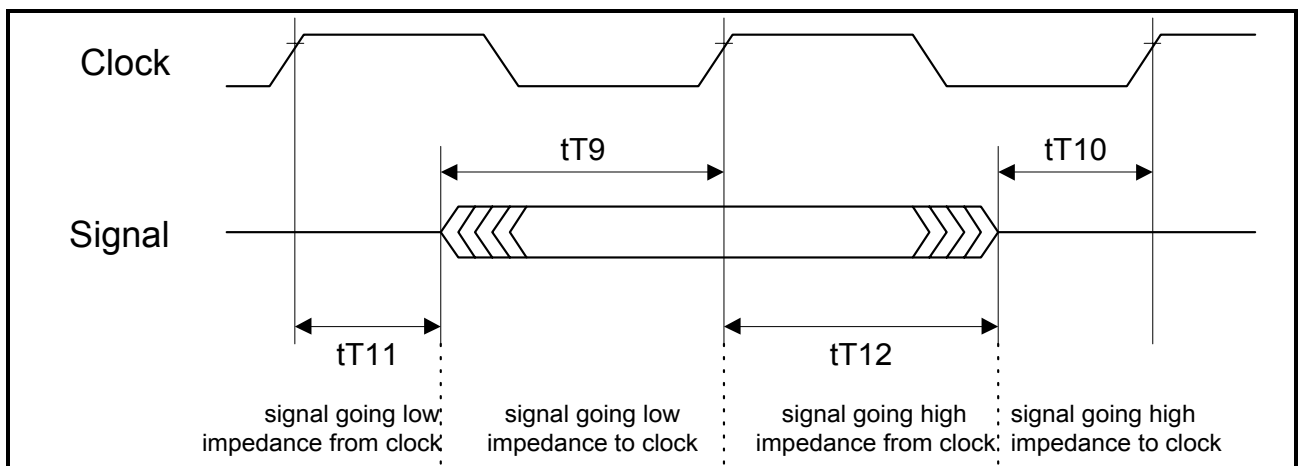 Clock
tT9
tT10
Signal
tT11
tT12
signal going low
impedance from clock
signal going low
impedance to clock
signal going high
impedance from clock
signal going high
impedance to clock